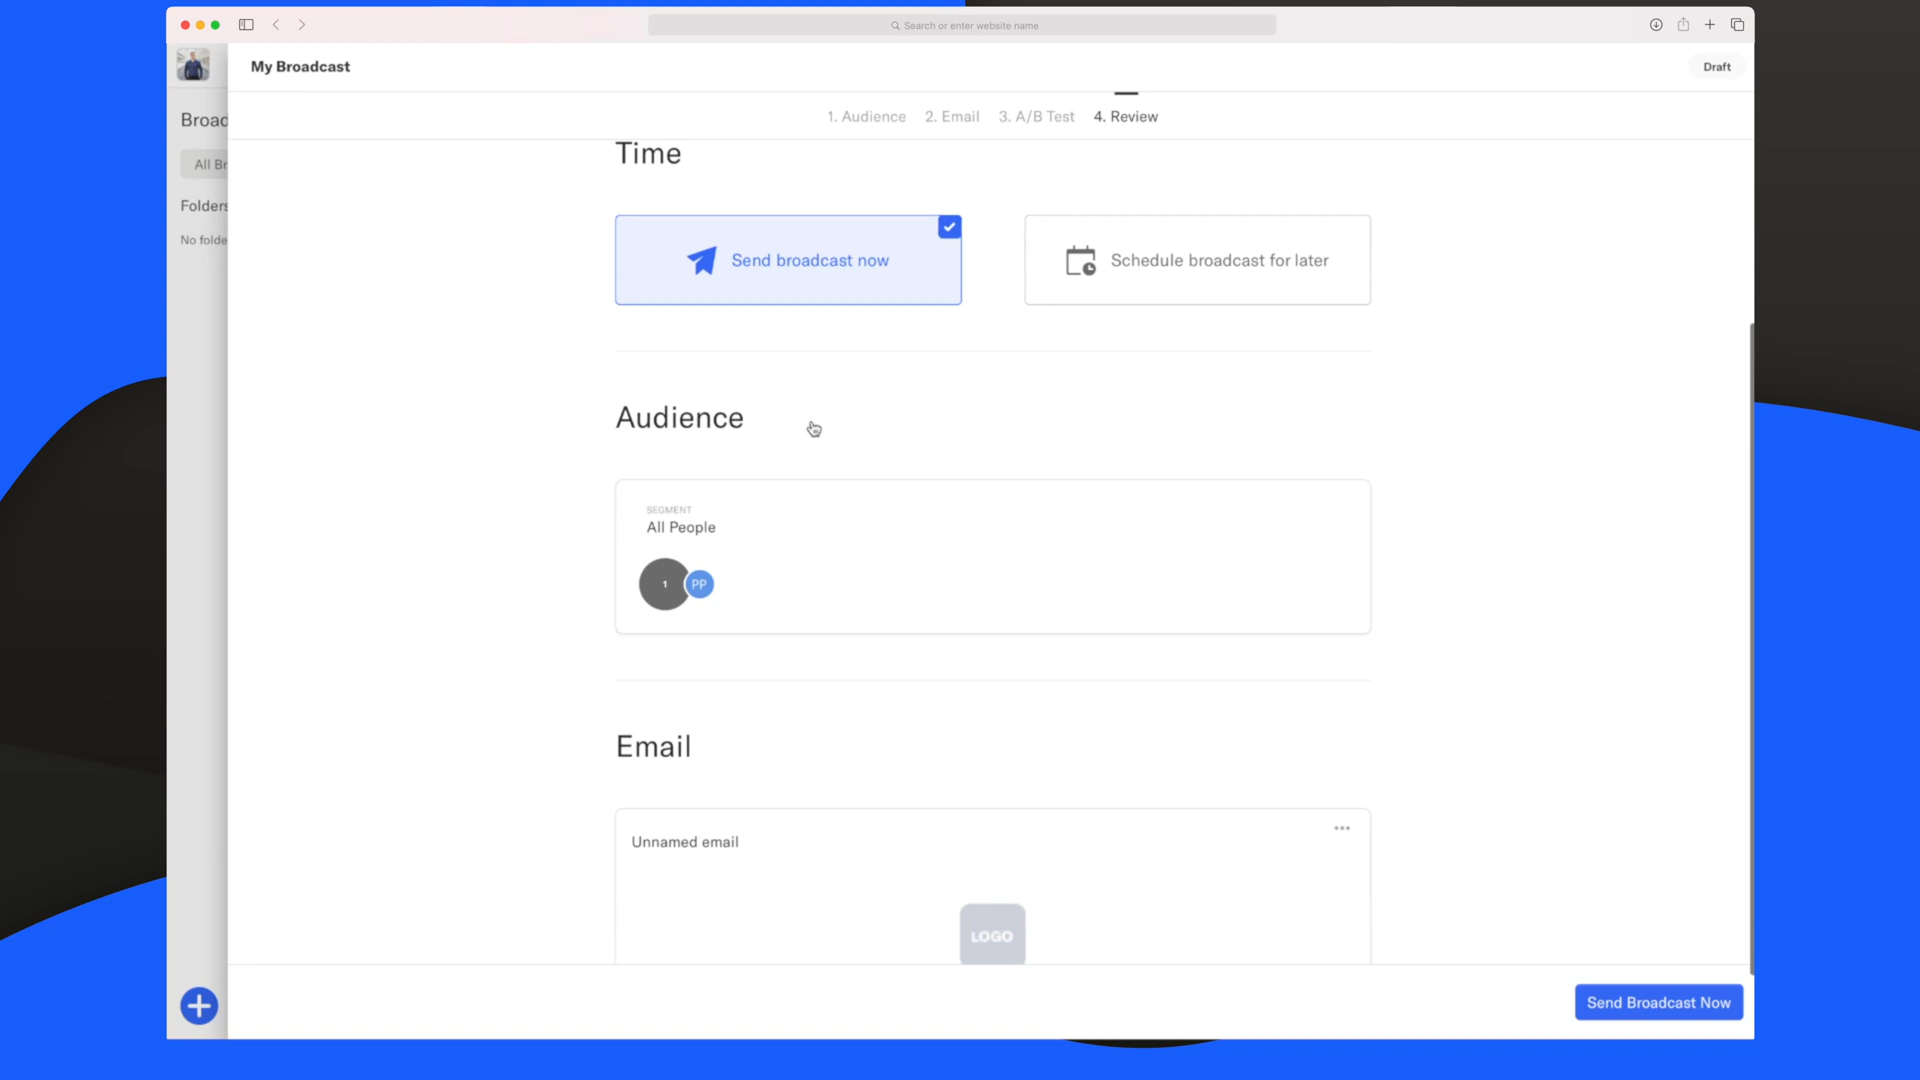 Search or enter website name
My Broadcast
Draft
Broad
1. Audience 2. Email 3. A/B Test 4. Review
All Br
Folders
No folde
Time
Send broadcast now
Schedule broadcast for later
Audience
SEGMENT
All People
1 PP
Email
Unnamed email
LOGO
Send Broadcast Now